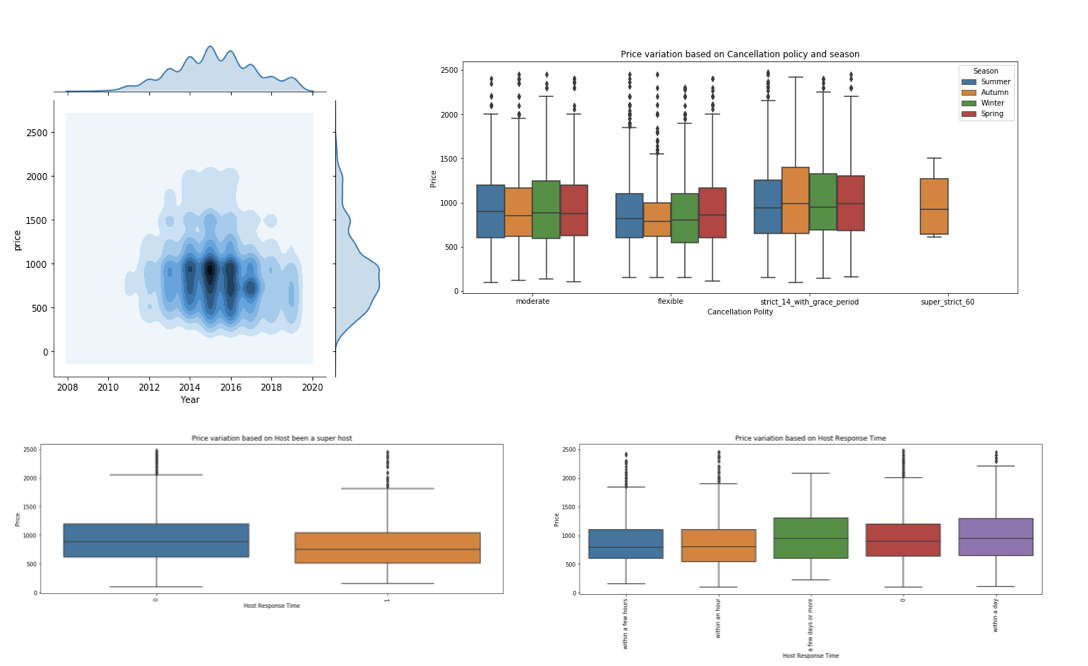 2500
2000
1500
1000
500
0
price
2008 2010 2012 2014 2016 2018 2020
Year
Price variation based on Cancellation policy and season
2500
2000
1500
1000
500
0
Price
Season
Summer
Autumn
Winter
Spring
moderate flexible strict_14_with_grace_period super_strict_60
Cancellation Polity
Price variation based on Host been a super host
2500
2000
1500
1000
500
0
Price
0 1
Host Response Time
Price variation based on Host Response Time
2500
2000
1500
1000
500
0
Price
within a few hours
within an hour
a few days or more
0
within a day
Host Response Time